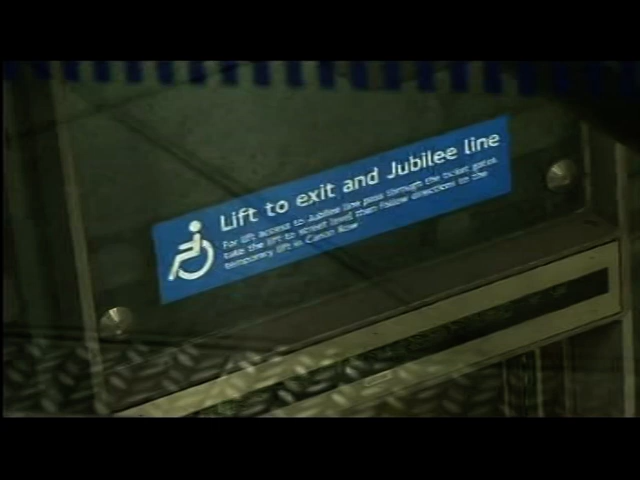 Lift to exit and Jubilee line
For lift access to Jubilee line pass through the ticket gates
take the lift to street level then follow directions to the
temporary lift in Canon Row